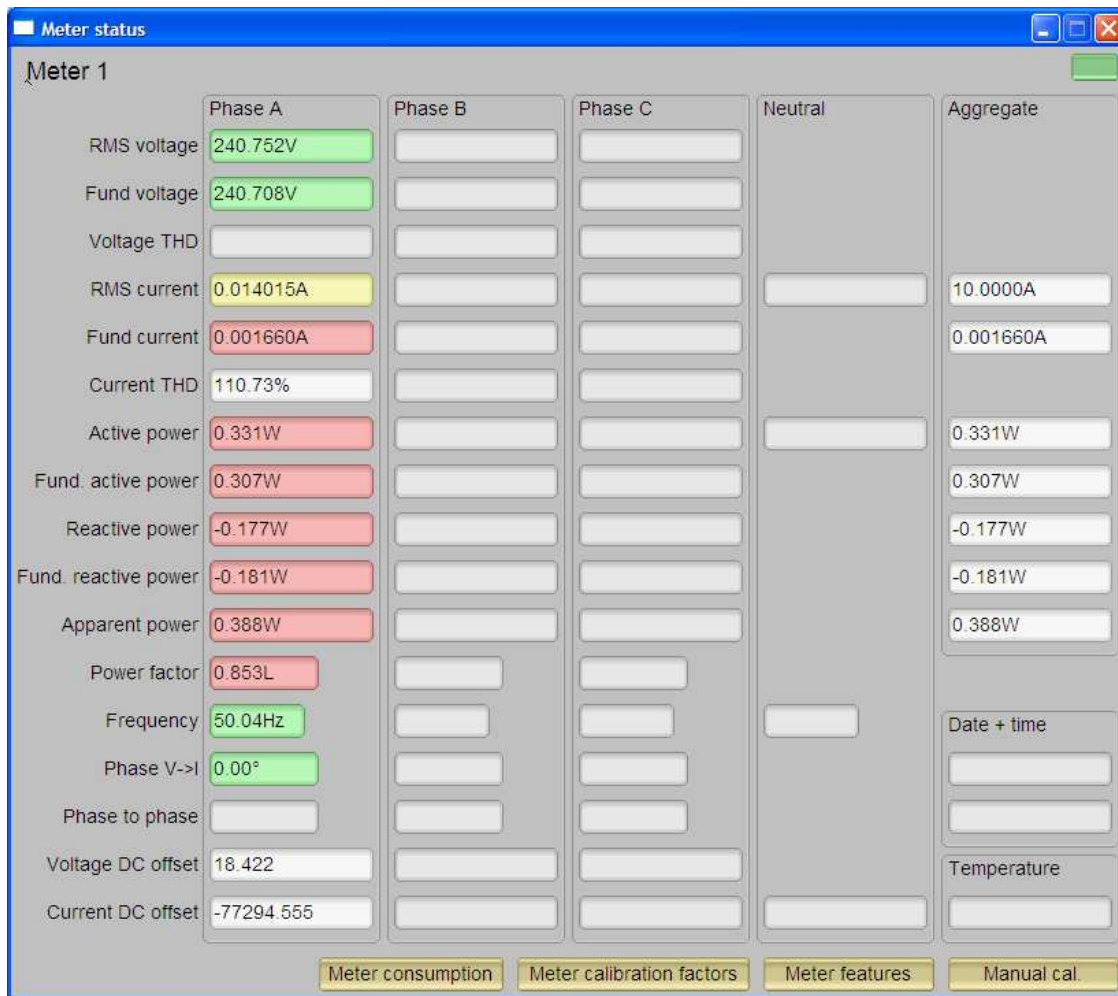 Meter status
Meter 1
Phase A Phase B Phase C Neutral Aggregate
RMS voltage 240.752V
Fund voltage 240.708V
Voltage THD
RMS current 0.014015A 10.0000A
Fund current 0.001660A 0.001660A
Current THD 110.73%
Active power 0.331W 0.331W
Fund. active power 0.307W 0.307W
Reactive power -0.177W -0.177W
Fund. reactive power -0.181W -0.181W
Apparent power 0.388W 0.388W
Power factor 0.853L
Frequency 50.04Hz Date + time
Phase V->I 0.00°
Phase to phase
Voltage DC offset 18.422 Temperature
Current DC offset -77294.555
Meter consumption Meter calibration factors Meter features Manual cal.